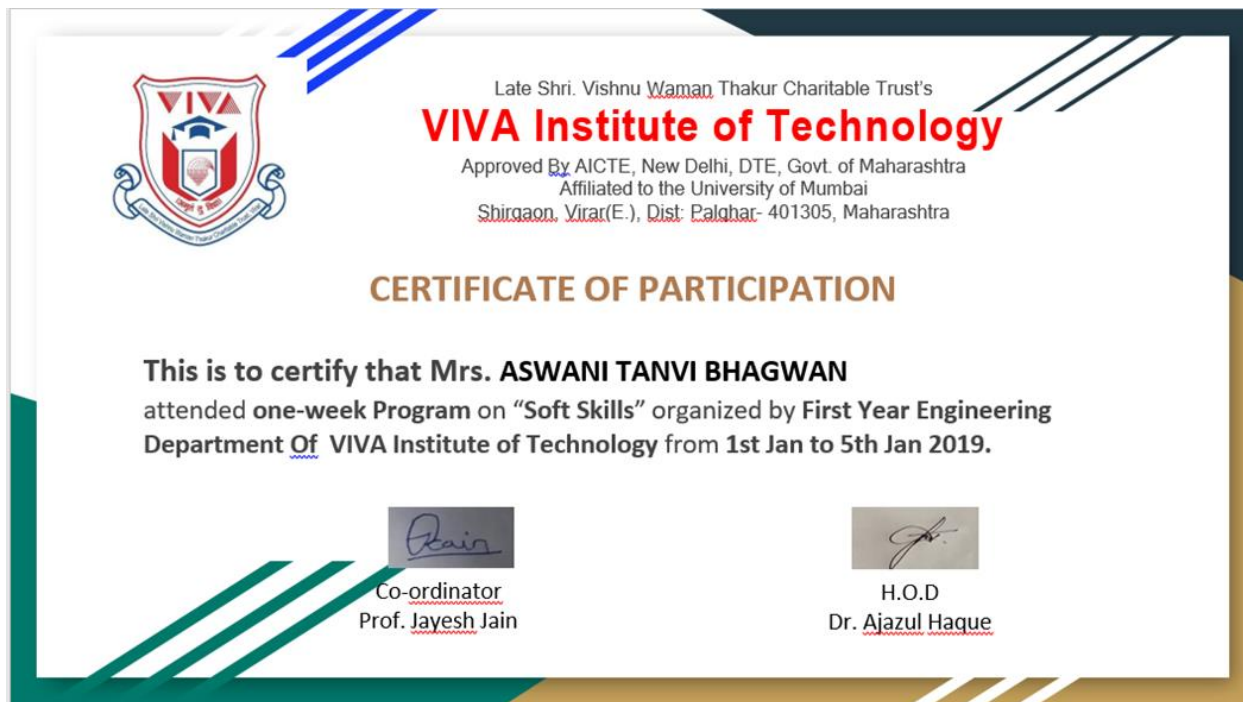 VIVA
Late Shri. Vishnu Waman Thakur Charitable Trust's
VIVA Institute of Technology
Approved By AICTE, New Delhi, DTE, Govt. of Maharashtra
Affiliated to the University of Mumbai
Shirgaon, Virar(E.), Dist: Palghar- 401305, Maharashtra
CERTIFICATE OF PARTICIPATION
This is to certify that Mrs. ASWANI TANVI BHAGWAN
attended one-week Program on “Soft Skills” organized by First Year Engineering
Department Of VIVA Institute of Technology from 1st Jan to 5th Jan 2019.
Co-ordinator
Prof. Jayesh Jain
H.O.D
Dr. Ajazul Haque